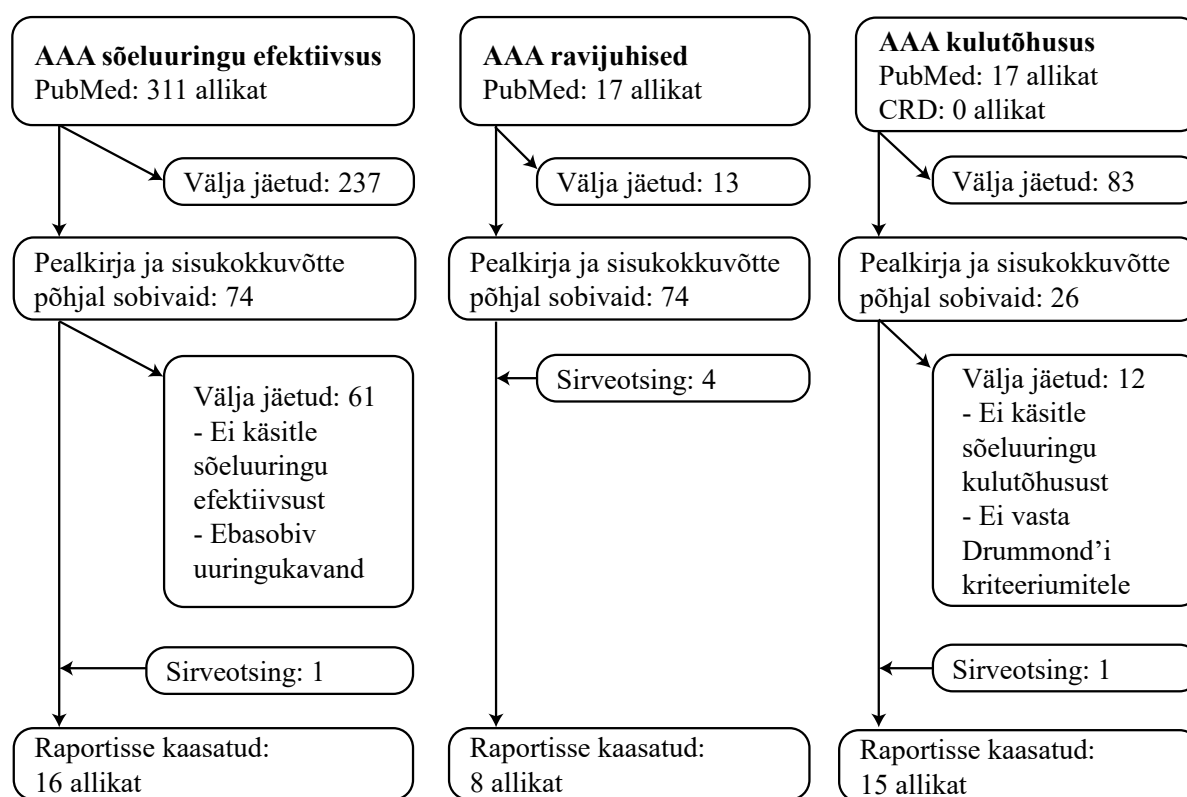 AAA sõeluuringu efektiivsus
PubMed: 311 allikat
Välja jäetud: 237
Pealkirja ja sisukokkuvõtte
põhjal sobivaid: 74
Välja jäetud: 61
- Ei käsitle
sõeluuringu
efektiivsust
- Ebasobiv
uuringukavand
Sirveotsing: 1
Raportisse kaasatud:
16 allikat
AAA ravijuhised
PubMed: 17 allikat
Välja jäetud: 13
Pealkirja ja sisukokkuvõtte
põhjal sobivaid: 74
Sirveotsing: 4
Raportisse kaasatud:
8 allikat
AAA kulutõhusus
PubMed: 17 allikat
CRD: 0 allikat
Välja jäetud: 83
Pealkirja ja sisukokkuvõtte
põhjal sobivaid: 26
Välja jäetud: 12
- Ei käsitle
sõeluuringu
kulutõhusust
- Ei vasta
Drummond’i
kriteeriumitele
Sirveotsing: 1
Raportisse kaasatud:
15 allikat